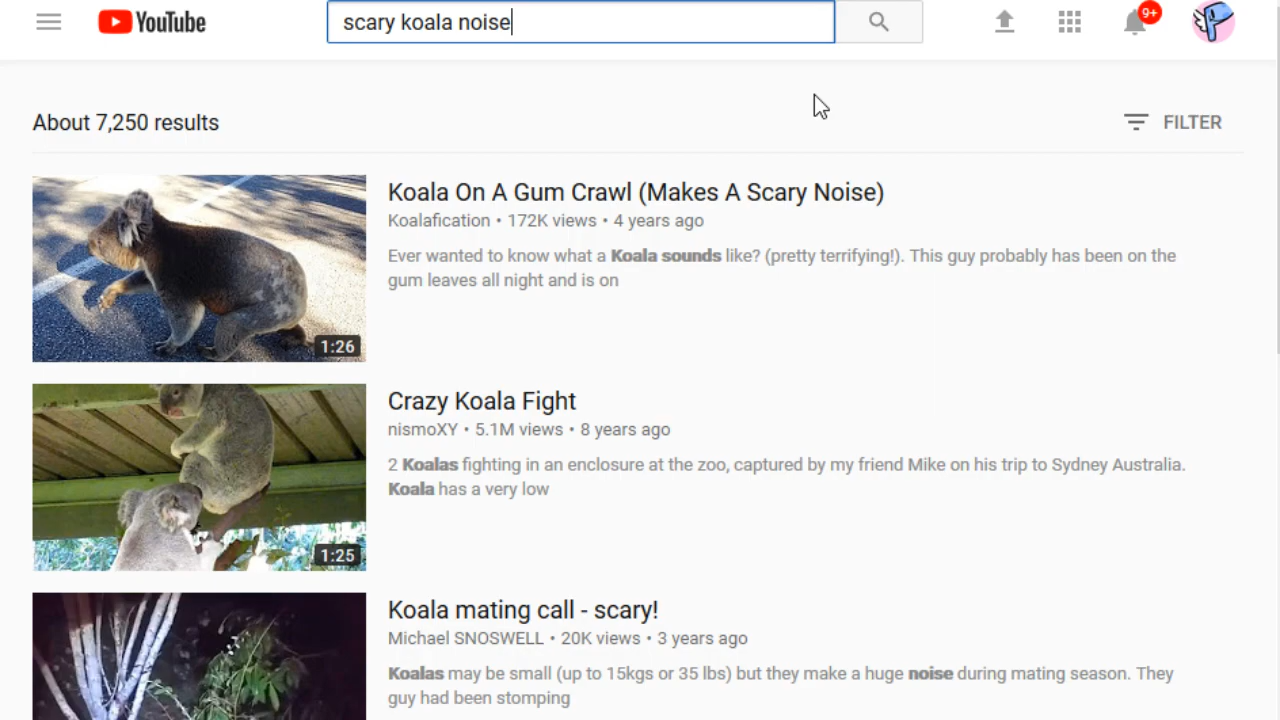 YouTube
scary koala noise
9+
About 7,250 results
FILTER
Koala On A Gum Crawl (Makes A Scary Noise)
Koalafication • 172K views • 4 years ago
Ever wanted to know what a Koala sounds like? (pretty terrifying!). This guy probably has been on the
gum leaves all night and is on
1:26
Crazy Koala Fight
nismoXY • 5.1M views • 8 years ago
2 Koalas fighting in an enclosure at the zoo, captured by my friend Mike on his trip to Sydney Australia.
Koala has a very low
1:25
Koala mating call - scary!
Michael SNOSWELL • 20K views • 3 years ago
Koalas may be small (up to 15kgs or 35 lbs) but they make a huge noise during mating season. They
guy had been stomping